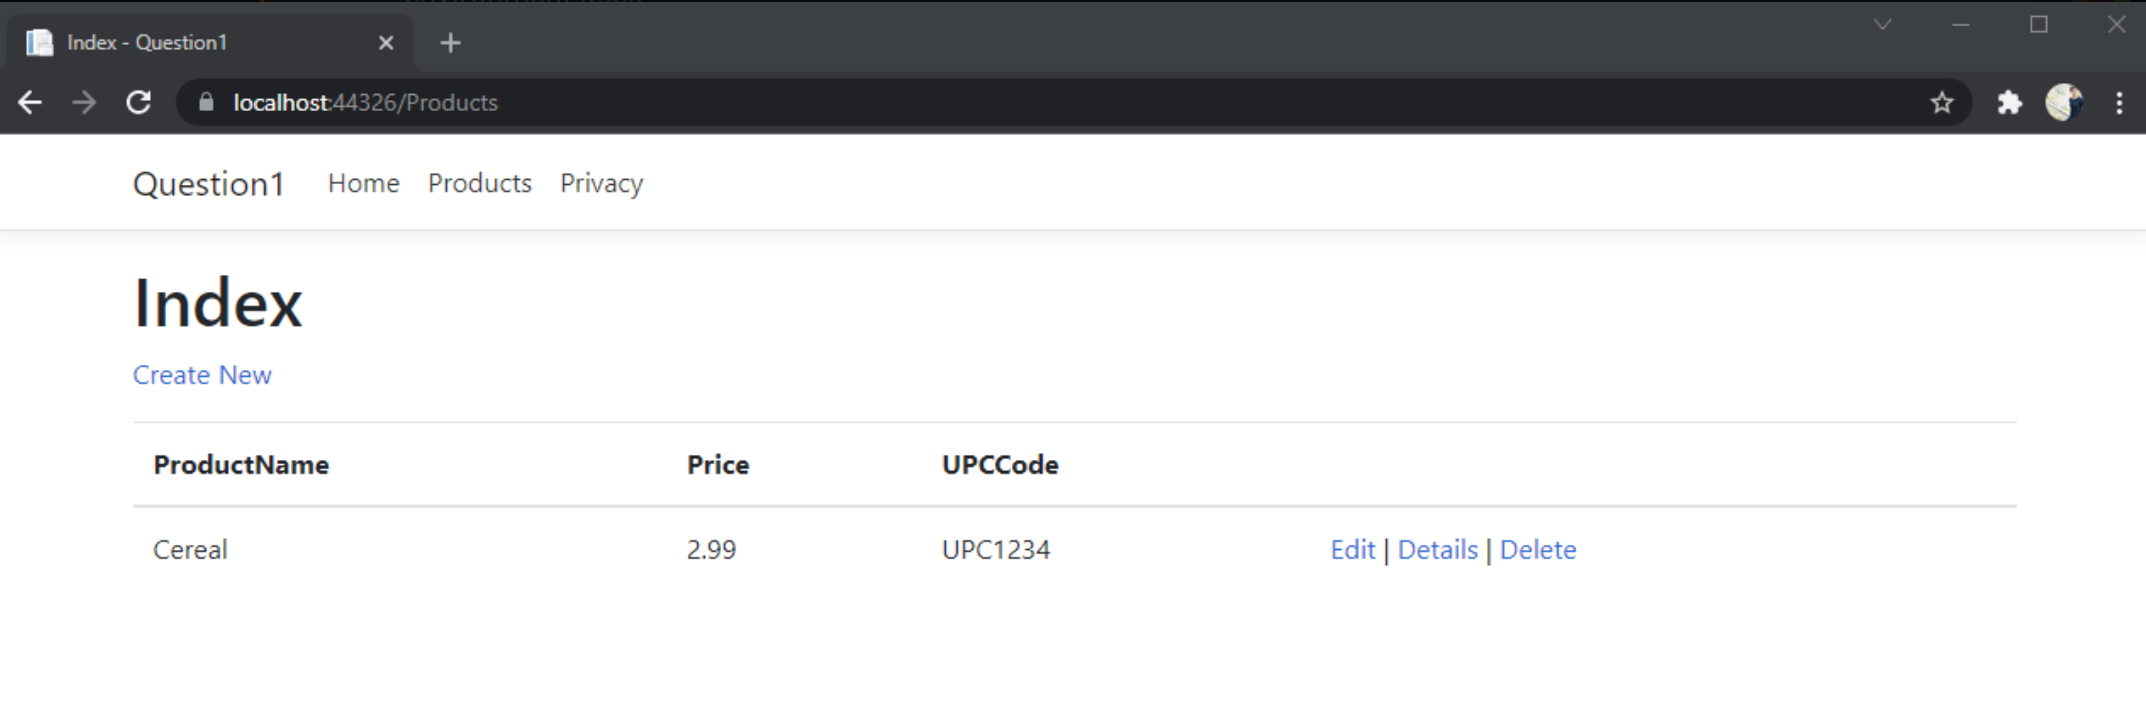 Index - Question1
localhost:44326/Products
Question1 Home Products Privacy
Index
Create New
ProductName Price UPCCode
Cereal 2.99 UPC1234 Edit | Details | Delete